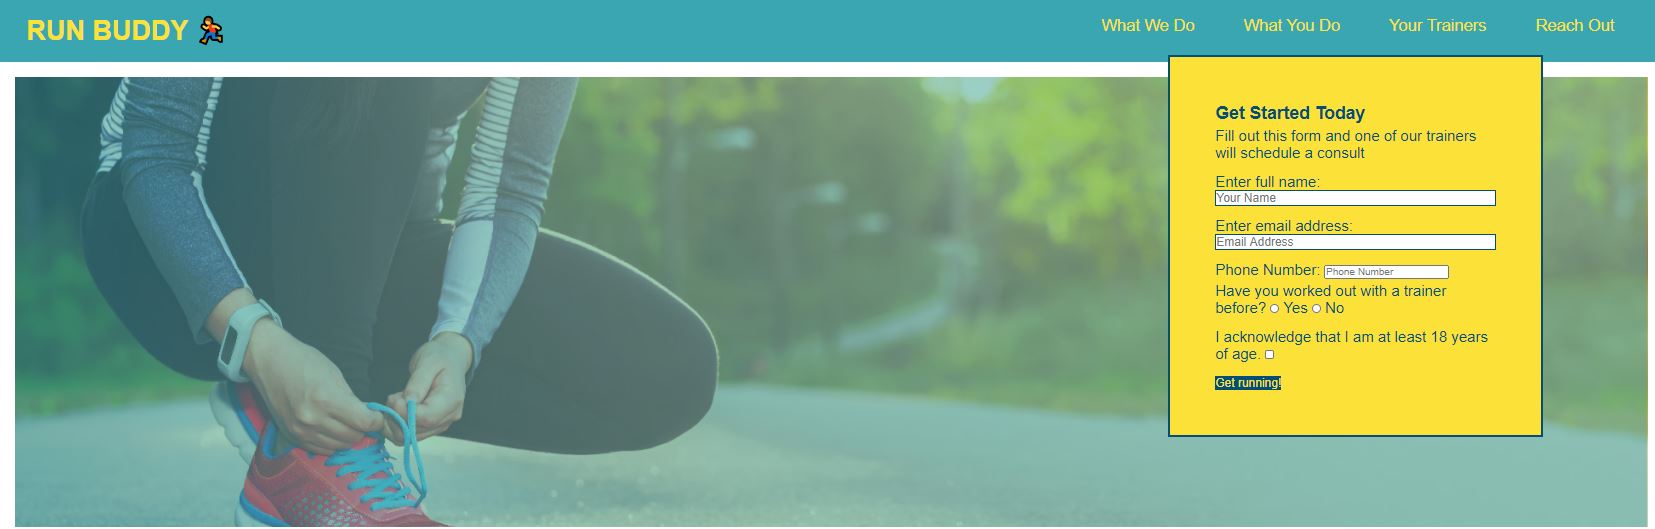 RUN BUDDY 🏃
What We Do What You Do Your Trainers Reach Out
Get Started Today
Fill out this form and one of our trainers
will schedule a consult
Enter full name:
Your Name
Enter email address:
Email Address
Phone Number: Phone Number
Have you worked out with a trainer
before? Yes No
I acknowledge that I am at least 18 years
of age.
Get running!